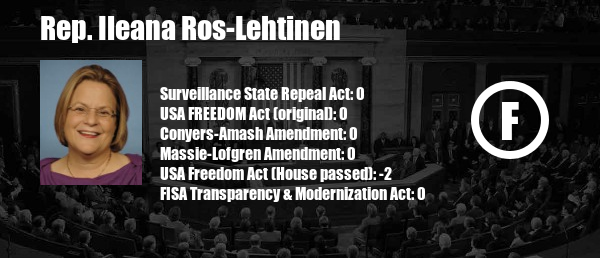 Rep. Ileana Ros-Lehtinen
Surveillance State Repeal Act: 0
USA FREEDOM Act (original): 0
Conyers-Amash Amendment: 0
Massie-Lofgren Amendment: 0
USA Freedom Act (House passed): -2
FISA Transparency & Modernization Act: 0
F